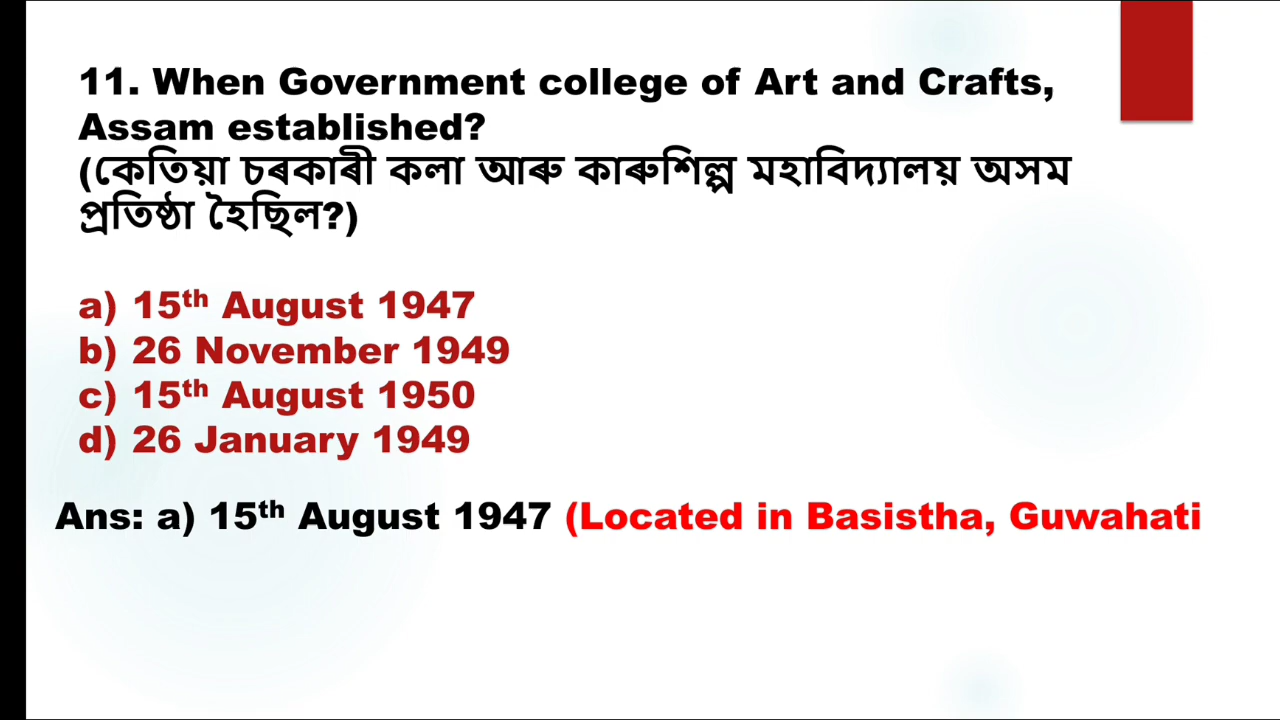 11. When Government college of Art and Crafts,
Assam established?
(কেতিয়া চৰকাৰী কলা আৰু কাৰুশিল্প মহাবিদ্যালয় অসম
প্ৰতিষ্ঠা হৈছিল?)
a) 15th August 1947
b) 26 November 1949
c) 15th August 1950
d) 26 January 1949
Ans: a) 15th August 1947 (Located in Basistha, Guwahati